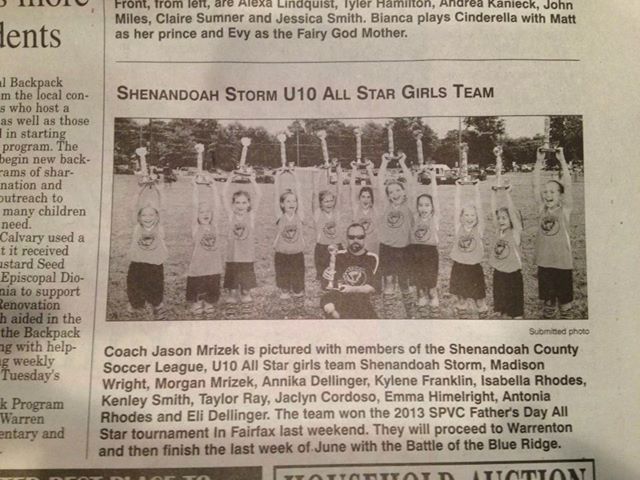 s more
dents
al Backpack
m the local con-
s who host a
as well as those
l in starting
program. The
begin new back-
rams of shar-
nation and
outreach to
many children
need.
Calvary used a
t it received
ustard Seed
Episcopal Dio-
nia to support
Renovation
h aided in the
the Backpack
ng with help-
ng weekly
Tuesday's
k Program
Warren
entary and
Front, from left, are Alexa Lindquist, Tyler Hamilton, Andrea Kanieck, John
Miles, Claire Sumner and Jessica Smith. Bianca plays Cinderella with Matt
as her prince and Evy as the Fairy God Mother.
SHENANDOAH STORM U10 ALL STAR GIRLS TEAM
Submitted photo
Coach Jason Mrizek is pictured with members of the Shenandoah County
Soccer League, U10 All Star girls team Shenandoah Storm, Madison
Wright, Morgan Mrizek, Annika Dellinger, Kylene Franklin, Isabella Rhodes,
Kenley Smith, Taylor Ray, Jaclyn Cordoso, Emma Himelright, Antonia
Rhodes and Eli Dellinger. The team won the 2013 SPVC Father's Day All
Star tournament In Fairfax last weekend. They will proceed to Warrenton
and then finish the last week of June with the Battle of the Blue Ridge.
HOUSEHOLD AUCTION